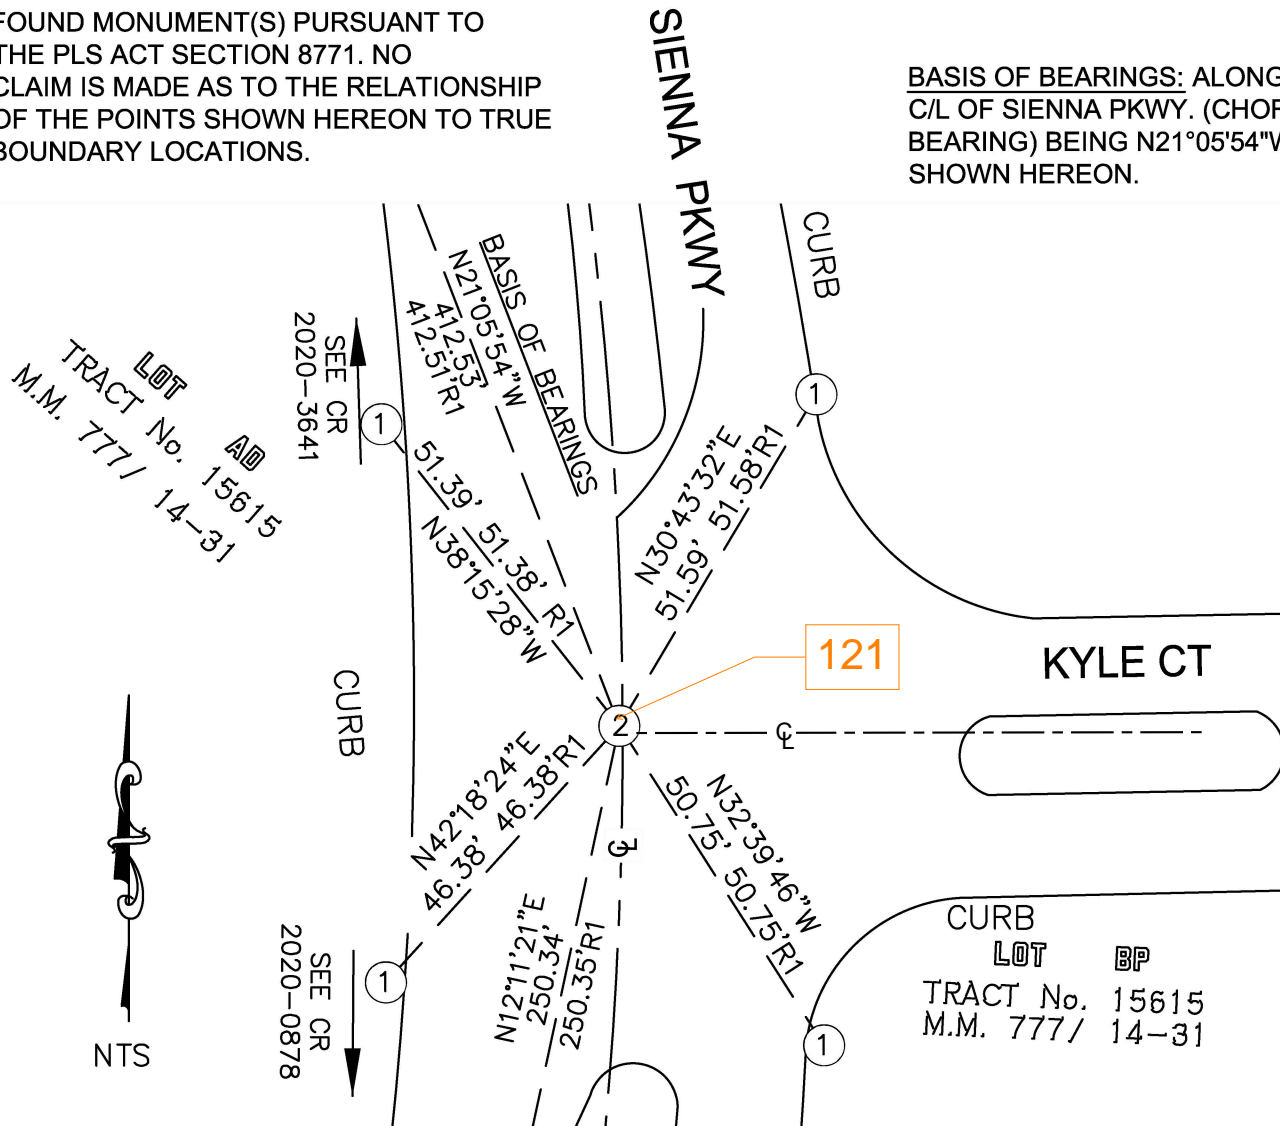 FOUND MONUMENT(S) PURSUANT TO
THE PLS ACT SECTION 8771. NO
CLAIM IS MADE AS TO THE RELATIONSHIP
OF THE POINTS SHOWN HEREON TO TRUE
BOUNDARY LOCATIONS.
SIENNA PKWY
BASIS OF BEARINGS: ALONG
C/L OF SIENNA PKWY. (CHOR
BEARING) BEING N21°05'54"W
SHOWN HEREON.
CURB
BASIS OF BEARINGS
N21°05'54"W
412.53'
412.51'R1
SEE CR
2020-3641
LOT AD
TRACT No. 15615
M.M. 777/ 14-31
1
1
51.39' 51.38' R1
N38°15'28"W
N30°43'32"E
51.59' 51.58'R1
121
KYLE CT
2
CL
CURB
N42°18'24"E
46.38' 46.38'R1
CL
N32°39'46"W
50.75' 50.75'R1
N12°11'21"E
250.34'
250.35'R1
SEE CR
2020-0878
1
1
CURB
LOT BP
TRACT No. 15615
M.M. 777/ 14-31
NTS